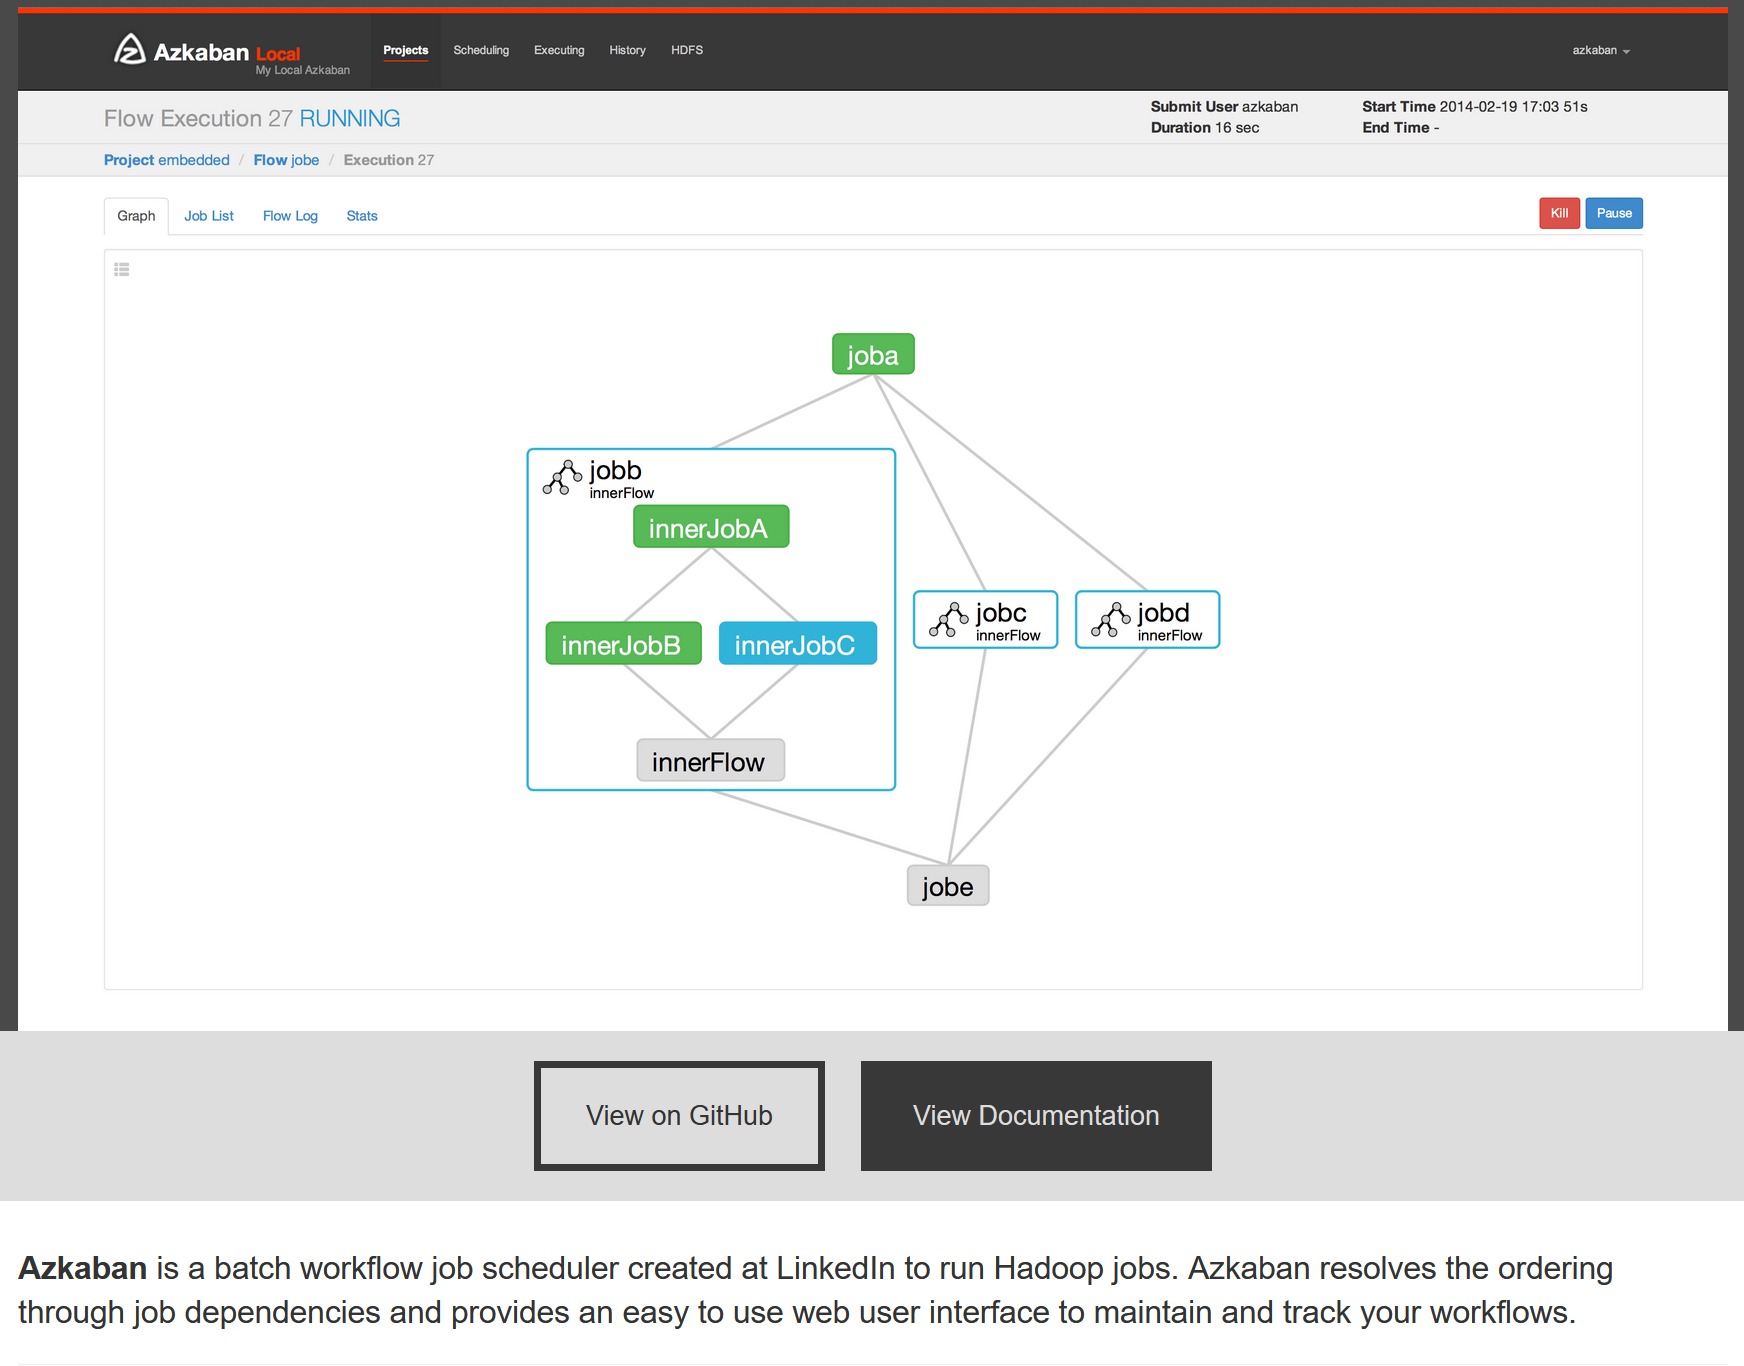 Azkaban Local
My Local Azkaban
Projects Scheduling Executing History HDFS
azkaban
Flow Execution 27 RUNNING
Submit User azkaban
Duration 16 sec
Start Time 2014-02-19 17:03 51s
End Time -
Project embedded / Flow jobe / Execution 27
Graph Job List Flow Log Stats
Kill Pause
joba
jobb
innerFlow
innerJobA
innerJobB innerJobC
innerFlow
jobc
innerFlow
jobd
innerFlow
jobe
View on GitHub
View Documentation
Azkaban is a batch workflow job scheduler created at LinkedIn to run Hadoop jobs. Azkaban resolves the ordering
through job dependencies and provides an easy to use web user interface to maintain and track your workflows.